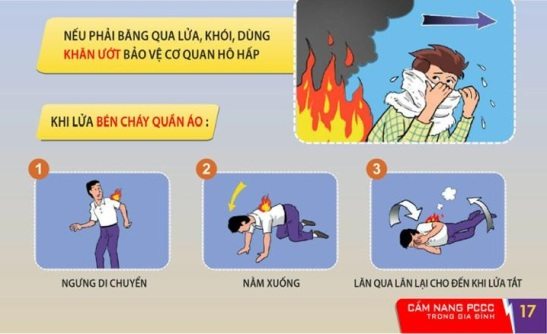 NẾU PHẢI BĂNG QUA LỬA, KHÓI, DÙNG
KHĂN ƯỚT BẢO VỆ CƠ QUAN HÔ HẤP
KHI LỬA BÉN CHÁY QUẦN ÁO :
1
NGƯNG DI CHUYỂN
2
NẰM XUỐNG
3
LĂN QUA LĂN LẠI CHO ĐẾN KHI LỬA TẮT
CẨM NANG PCCC
TRONG GIA ĐÌNH
17